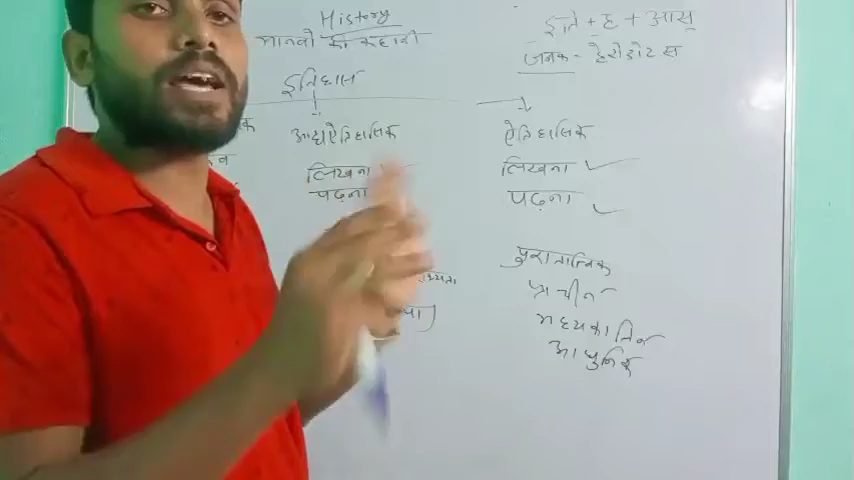 History
मानवो की कहानी
इति + ह + आस
जनक - हेरोडोटस
इतिहास
आद्यऐतिहासिक
ऐतिहासिक
लिखना
लिखना ✓
पढ़ना
पढ़ना ✓
पुरातात्विक
प्राचीन
मध्यकालिन
आधुनिक